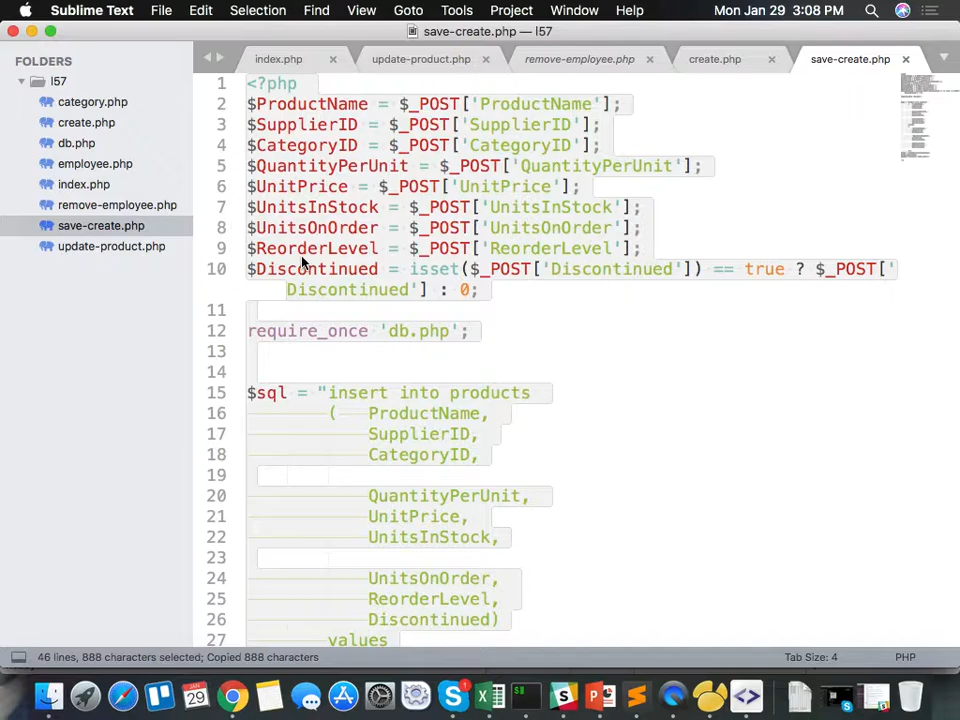 Sublime Text File Edit Selection Find View Goto Tools Project Window Help Mon Jan 29 3:08 PM
save-create.php — l57
FOLDERS
l57
category.php
create.php
db.php
employee.php
index.php
remove-employee.php
save-create.php
update-product.php
index.php update-product.php remove-employee.php create.php save-create.php
1 <?php
2 $ProductName = $_POST['ProductName'];
3 $SupplierID = $_POST['SupplierID'];
4 $CategoryID = $_POST['CategoryID'];
5 $QuantityPerUnit = $_POST['QuantityPerUnit'];
6 $UnitPrice = $_POST['UnitPrice'];
7 $UnitsInStock = $_POST['UnitsInStock'];
8 $UnitsOnOrder = $_POST['UnitsOnOrder'];
9 $ReorderLevel = $_POST['ReorderLevel'];
10 $Discontinued = isset($_POST['Discontinued']) == true ? $_POST['
Discontinued'] : 0;
11
12 require_once 'db.php';
13
14
15 $sql = "insert into products
16 ( ProductName,
17 SupplierID,
18 CategoryID,
19
20 QuantityPerUnit,
21 UnitPrice,
22 UnitsInStock,
23
24 UnitsOnOrder,
25 ReorderLevel,
26 Discontinued)
27 values
46 lines, 888 characters selected; Copied 888 characters Tab Size: 4 PHP